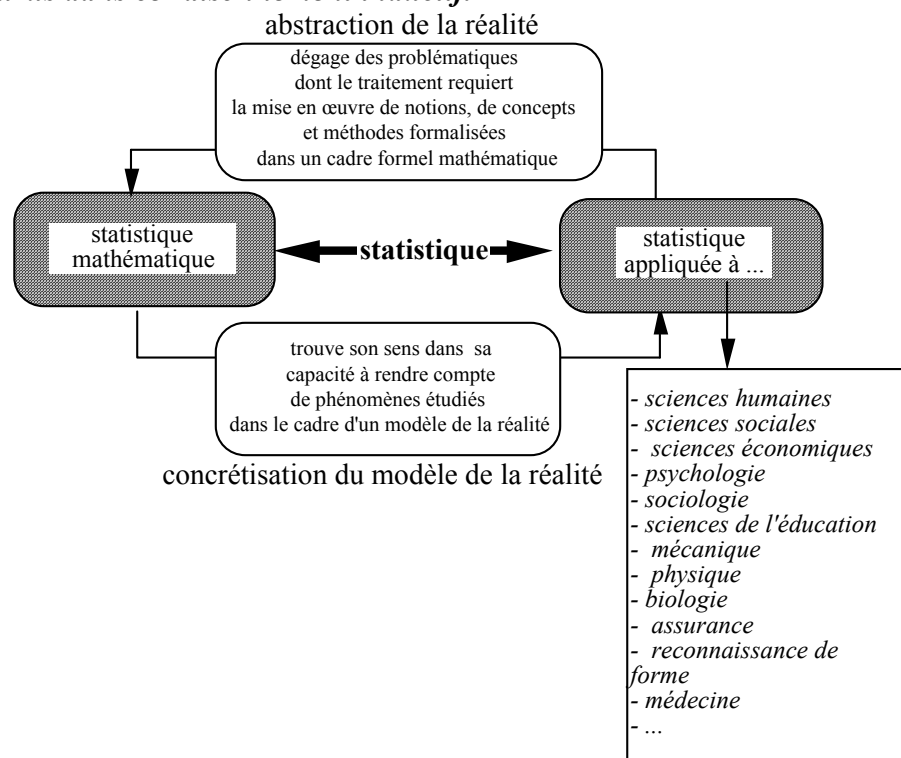 abstraction de la réalité
dégage des problématiques
dont le traitement requiert
la mise en œuvre de notions, de concepts
et méthodes formalisées
dans un cadre formel mathématique
statistique
mathématique
statistique
statistique
appliquée à ...
trouve son sens dans sa
capacité à rendre compte
de phénomènes étudiés
dans le cadre d'un modèle de la réalité
concrétisation du modèle de la réalité
- sciences humaines
- sciences sociales
- sciences économiques
- psychologie
- sociologie
- sciences de l'éducation
- mécanique
- physique
- biologie
- assurance
- reconnaissance de
forme
- médecine
- ...